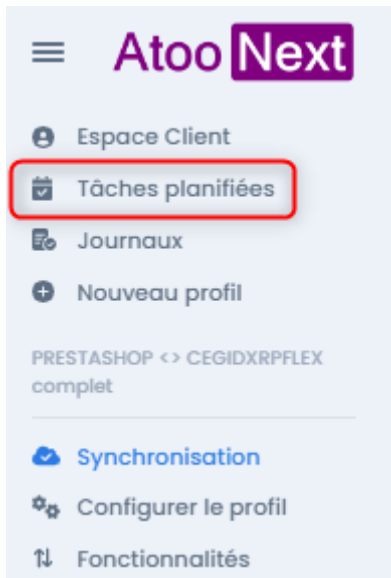 Atoo Next
Espace Client
Tâches planifiées
Journaux
Nouveau profil
PRESTASHOP <> CEGIDXRPFLEX
complet
Synchronisation
Configurer le profil
Fonctionnalités